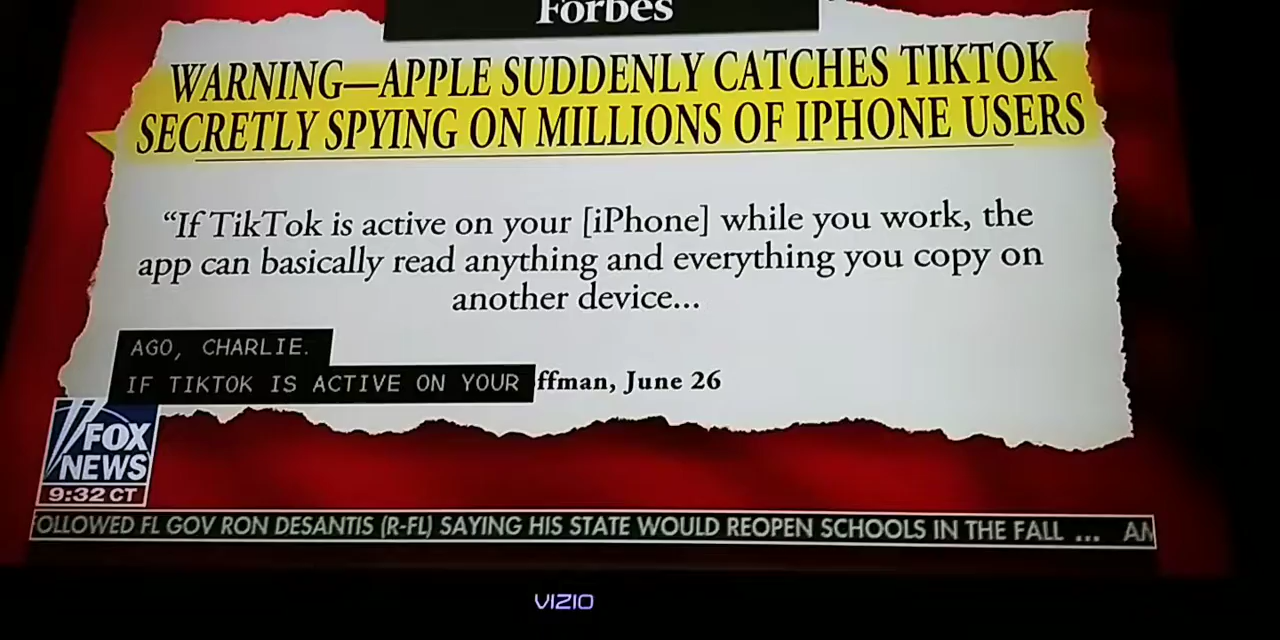 Forbes
WARNING—APPLE SUDDENLY CATCHES TIKTOK
SECRETLY SPYING ON MILLIONS OF IPHONE USERS
“If TikTok is active on your [iPhone] while you work, the
app can basically read anything and everything you copy on
another device...
AGO, CHARLIE.
IF TIKTOK IS ACTIVE ON YOUR
ffman, June 26
FOX
NEWS
9:32 CT
OLLOWED FL GOV RON DESANTIS (R-FL) SAYING HIS STATE WOULD REOPEN SCHOOLS IN THE FALL ... AM
VIZIO